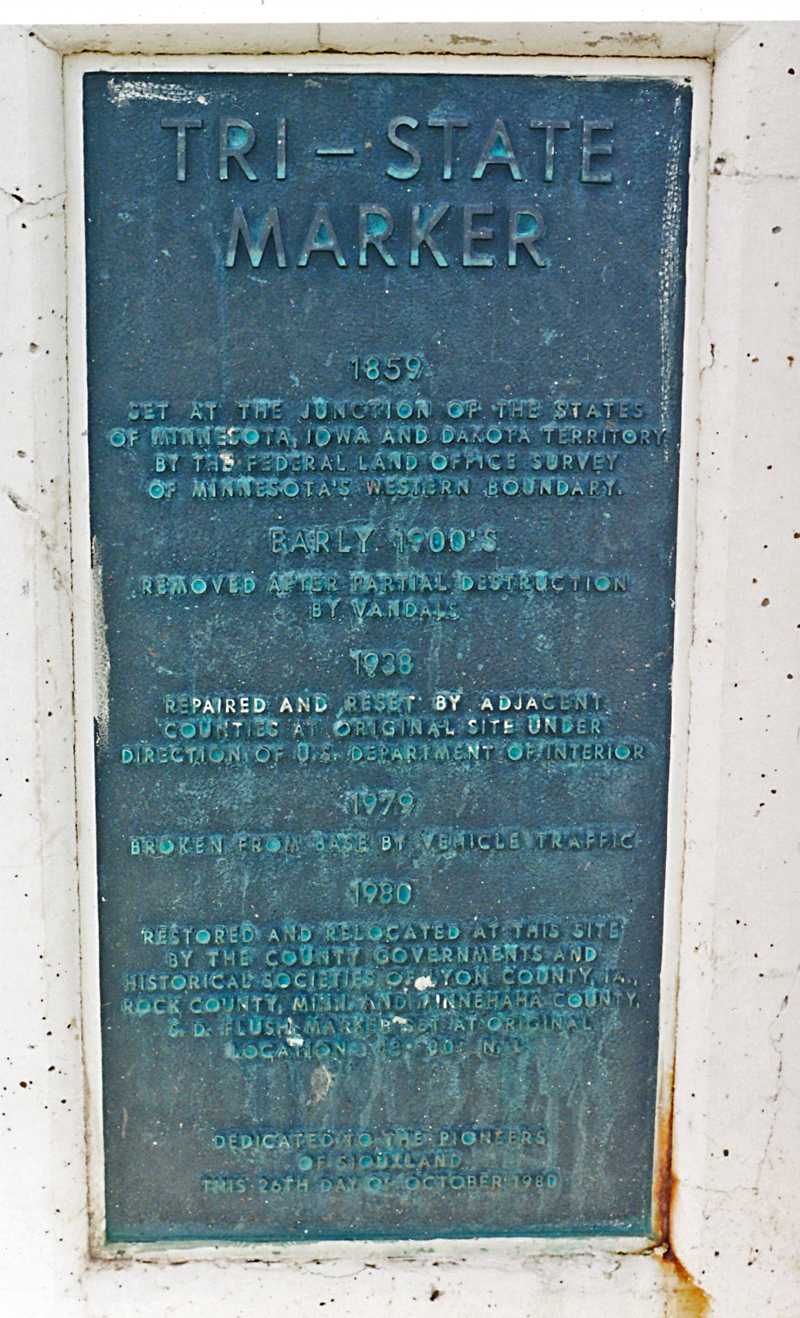 TRI – STATE
MARKER
1859
SET AT THE JUNCTION OF THE STATES
OF MINNESOTA, IOWA AND DAKOTA TERRITORY
BY THE FEDERAL LAND OFFICE SURVEY
OF MINNESOTA'S WESTERN BOUNDARY.
EARLY 1900'S
REMOVED AFTER PARTIAL DESTRUCTION
BY VANDALS
1938
REPAIRED AND RESET BY ADJACENT
COUNTIES AT ORIGINAL SITE UNDER
DIRECTION OF U.S. DEPARTMENT OF INTERIOR
1979
BROKEN FROM BASE BY VEHICLE TRAFFIC
1980
RESTORED AND RELOCATED AT THIS SITE
BY THE COUNTY GOVERNMENTS AND
HISTORICAL SOCIETIES OF LYON COUNTY, IA.,
ROCK COUNTY, MINN. AND MINNEHAHA COUNTY,
S. D. FLUSH MARKER SET AT ORIGINAL
LOCATION
DEDICATED TO THE PIONEERS
OF SIOUXLAND
THIS 26TH DAY OF OCTOBER 1980